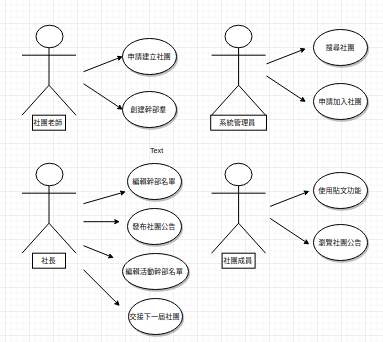 申請建立社團
創建幹部羣
社團老師
搜尋社團
申請加入社團
系統管理員
Text
編輯幹部名單
發布社團公告
編輯活動幹部名單
交接下一屆社團
社長
使用貼文功能
瀏覽社團公告
社團成員